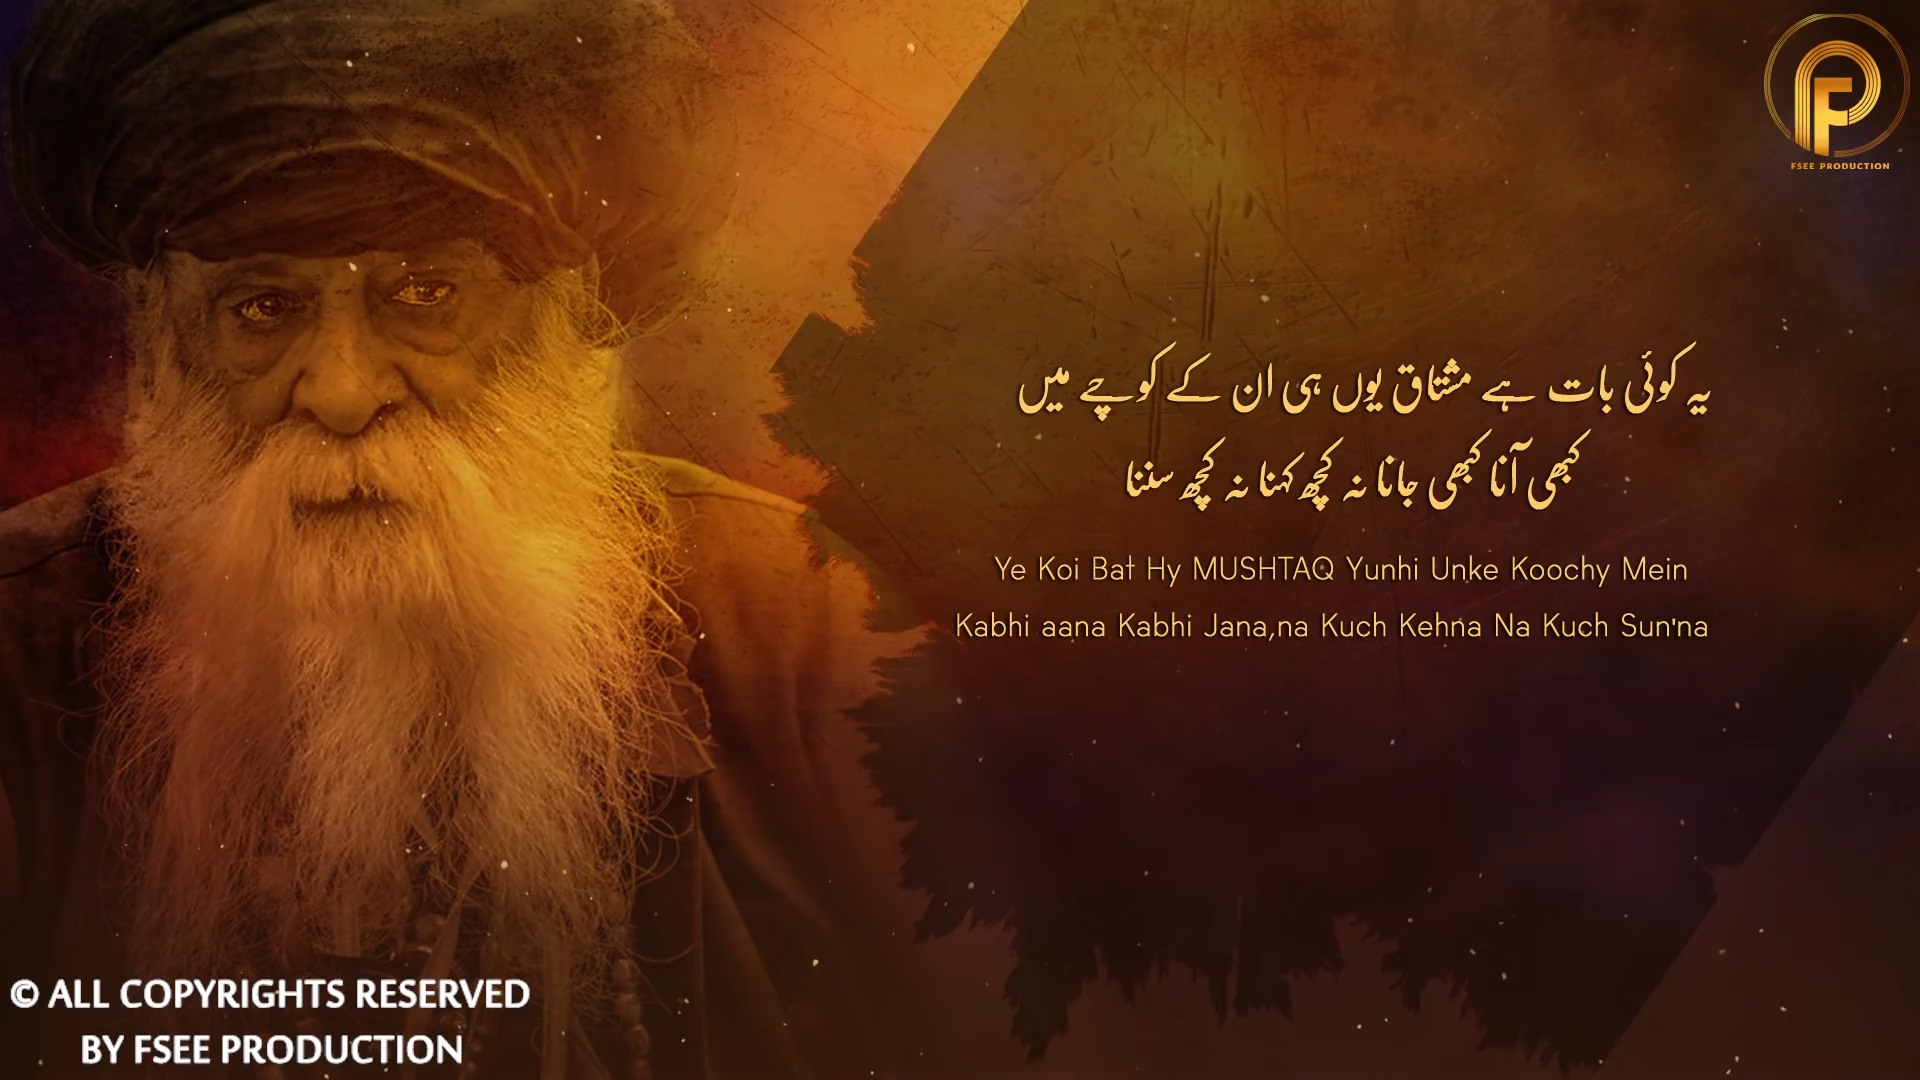 FSEE PRODUCTION
یہ کوئی بات ہے مشتاق یوں ہی ان کے کوچے میں
کبھی آنا کبھی جانا نہ کچھ کہنا نہ کچھ سننا
Ye Koi Bat Hy MUSHTAQ Yunhi Unke Koochy Mein
Kabhi aana Kabhi Jana,na Kuch Kehna Na Kuch Sun'na
© ALL COPYRIGHTS RESERVED
BY FSEE PRODUCTION